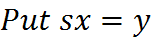 Put sx = y